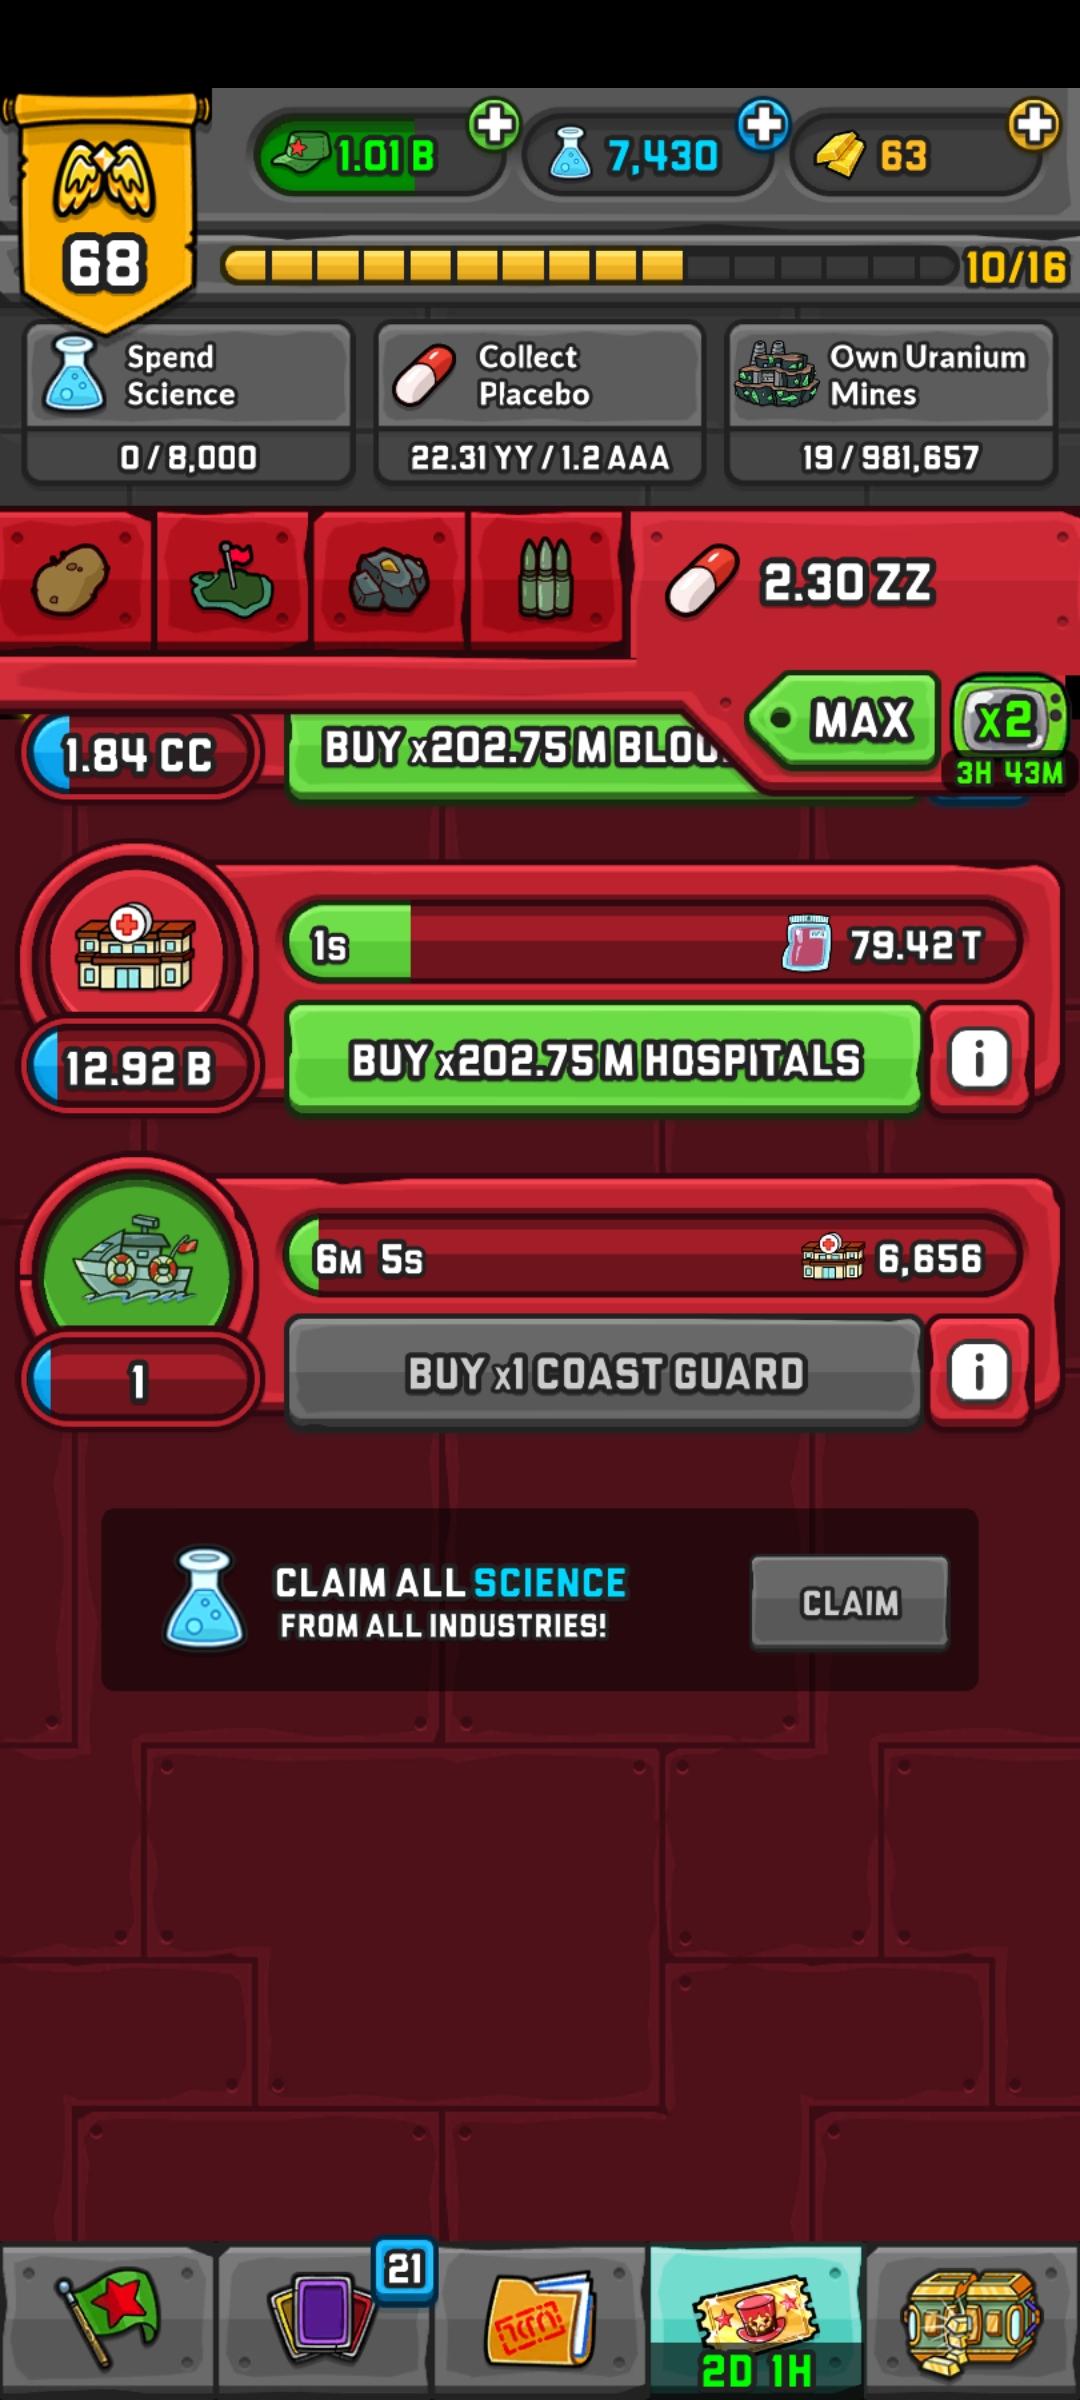 1.01 B
7,430
63
68
10/16
Spend
Science
0 / 8,000
Collect
Placebo
22.31 YY / 1.2 AAA
Own Uranium
Mines
19 / 981,657
2.30 ZZ
MAX
x2
3H 43M
1.84 CC
BUY x202.75 M BLOO
1s
79.42 T
12.92 B
BUY x202.75 M HOSPITALS
i
6M 5s
6,656
1
BUY x1 COAST GUARD
i
CLAIM ALL SCIENCE
FROM ALL INDUSTRIES!
CLAIM
21
2D 1H